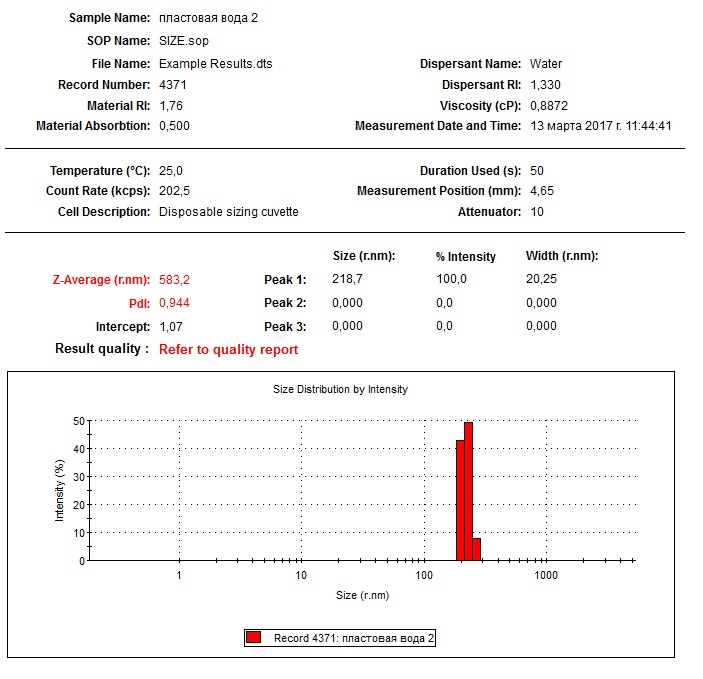 Sample Name: пластовая вода 2
SOP Name: SIZE.sop
File Name: Example Results.dts Dispersant Name: Water
Record Number: 4371 Dispersant RI: 1,330
Material RI: 1,76 Viscosity (cP): 0,8872
Material Absorbtion: 0,500 Measurement Date and Time: 13 марта 2017 г. 11:44:41
Temperature (ºC): 25,0 Duration Used (s): 50
Count Rate (kcps): 202,5 Measurement Position (mm): 4,65
Cell Description: Disposable sizing cuvette Attenuator: 10
Size (r.nm): % Intensity Width (r.nm):
Z-Average (r.nm): 583,2 Peak 1: 218,7 100,0 20,25
PdI: 0,944 Peak 2: 0,000 0,0 0,000
Intercept: 1,07 Peak 3: 0,000 0,0 0,000
Result quality : Refer to quality report
Size Distribution by Intensity
Intensity (%)
50
40
30
20
10
0
1 10 100 1000
Size (r.nm)
Record 4371: пластовая вода 2